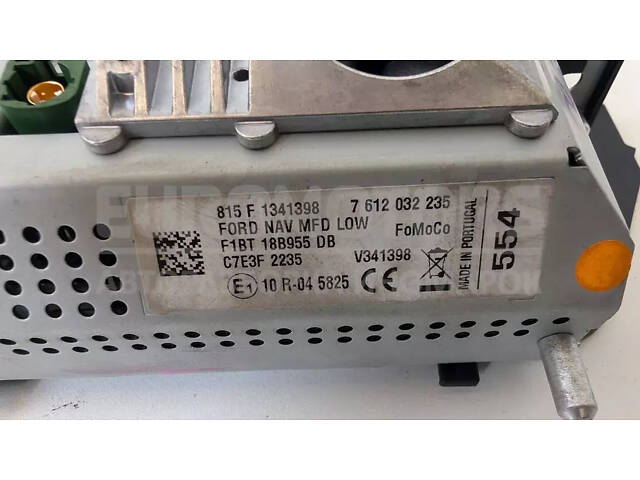 815 F 1341398 7 612 032 235
FORD NAV MFD LOW FoMoCo
F1BT 18B955 DB
C7E3F 2235 V341398
E1 10 R-04 5825 CE
MADE IN PORTUGAL
554